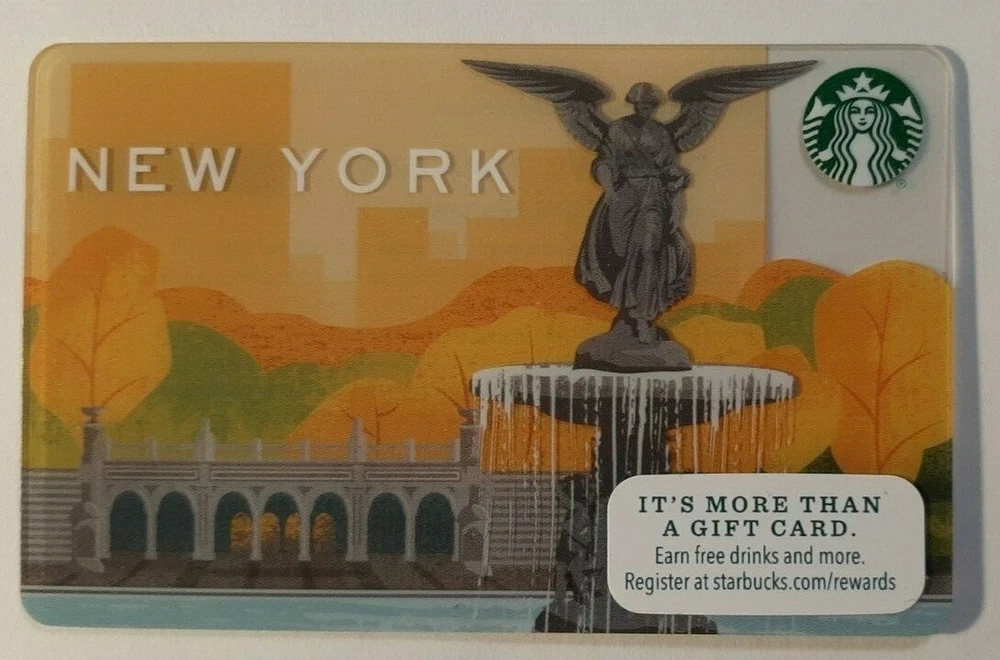 NEW YORK
®
IT'S MORE THAN
A GIFT CARD.
Earn free drinks and more.
Register at starbucks.com/rewards